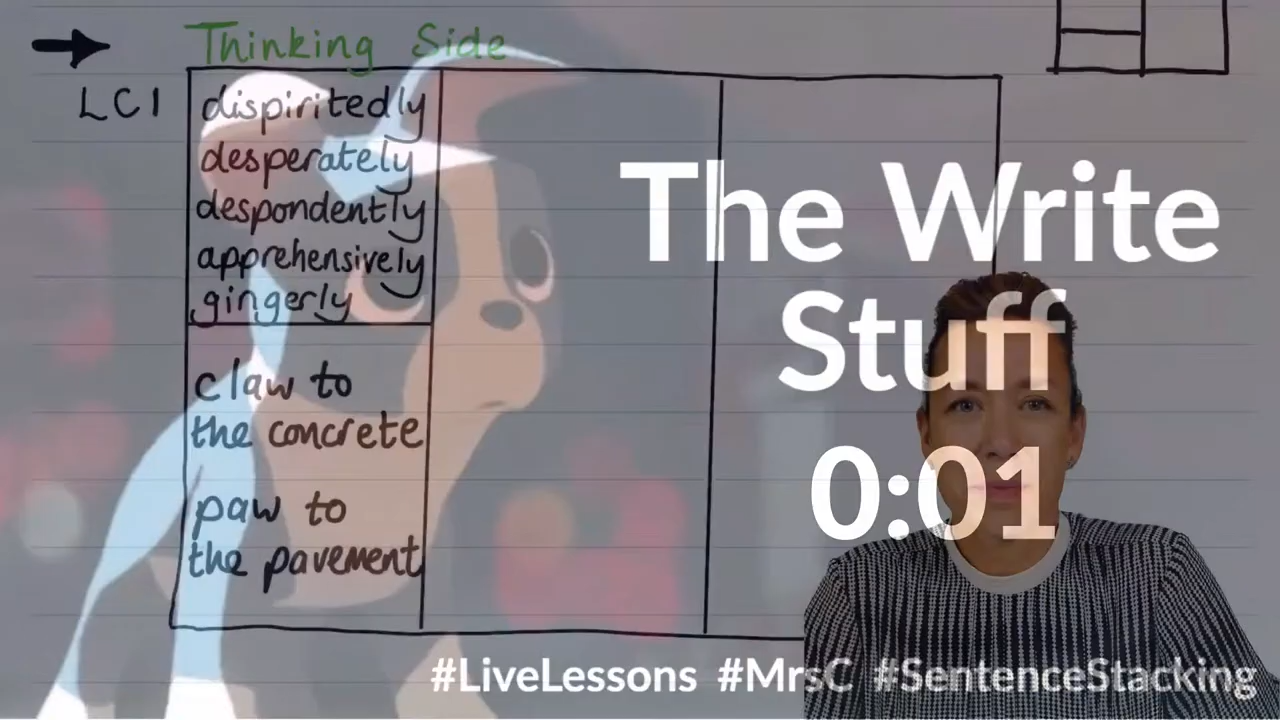 Thinking Side
LC1
dispiritedly
desperately
despondently
apprehensively
gingerly
claw to
the concrete
paw to
the pavement
The Write
Stuff
0:01
#LiveLessons #MrsC #SentenceStacking